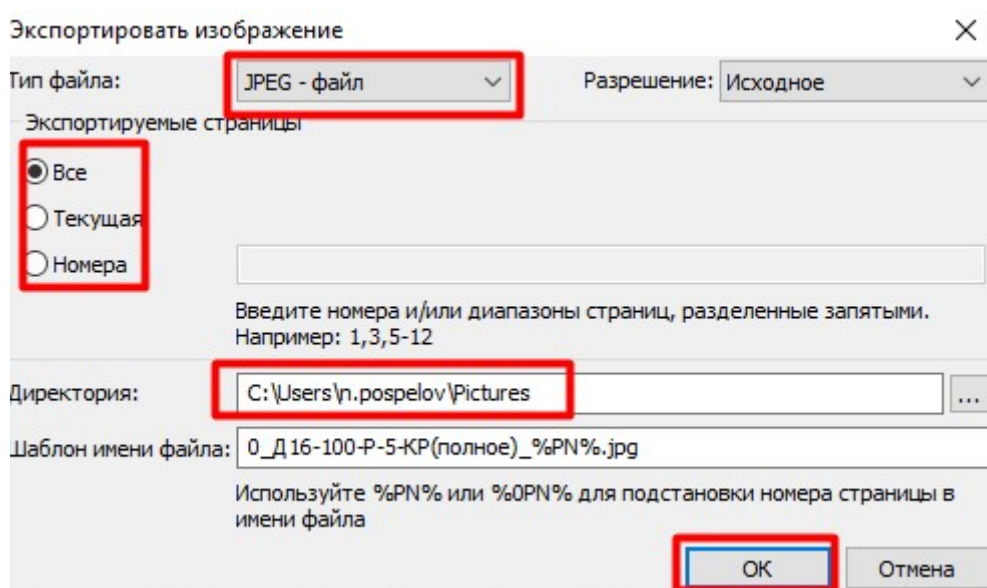 Экспортировать изображение
Тип файла: JPEG - файл Разрешение: Исходное
Экспортируемые страницы
Все
Текущая
Номера
Введите номера и/или диапазоны страниц, разделенные запятыми.
Например: 1,3,5-12
Директория: C:\Users\n.pospelov\Pictures ...
Шаблон имени файла: 0_Д16-100-Р-5-КР(полное)_%PN%.jpg
Используйте %PN% или %0PN% для подстановки номера страницы в
имени файла
ОК Отмена